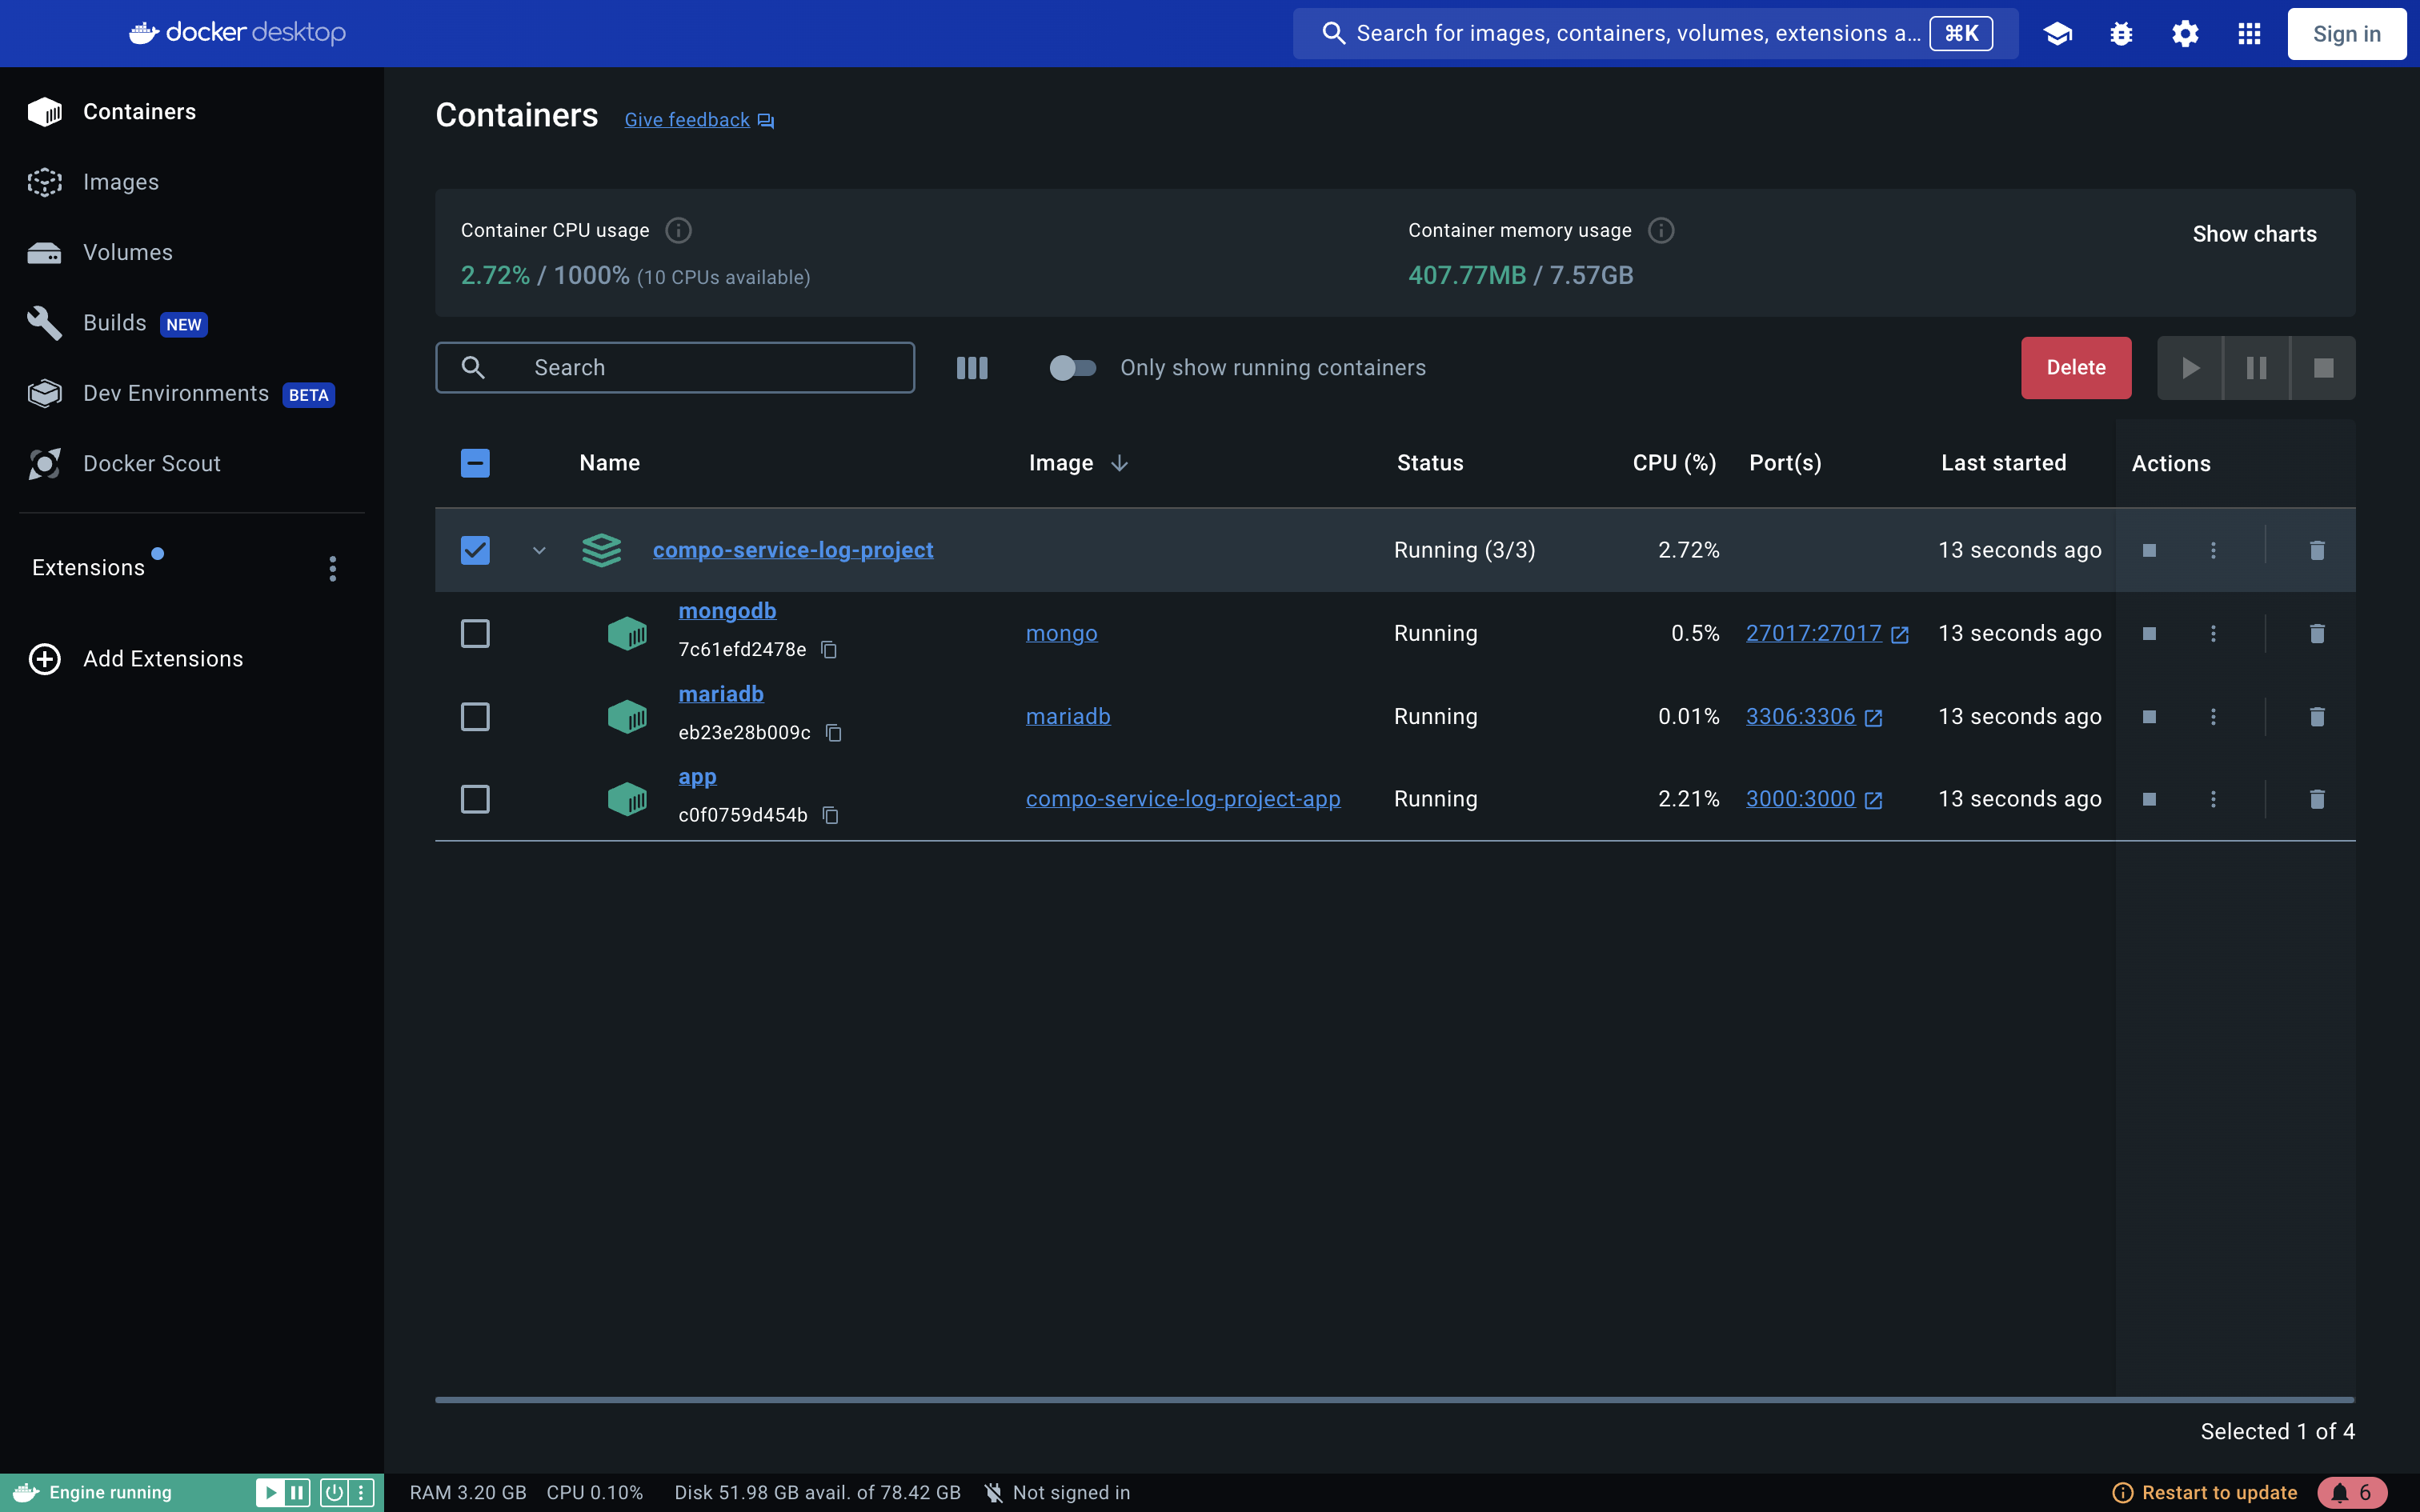 docker desktop
Search for images, containers, volumes, extensions a... ⌘K
Sign in
Containers
Images
Volumes
Builds NEW
Dev Environments BETA
Docker Scout
Extensions
Add Extensions
Containers Give feedback
Container CPU usage
2.72% / 1000% (10 CPUs available)
Container memory usage
407.77MB / 7.57GB
Show charts
Search
Only show running containers
Delete
Name Image Status CPU (%) Port(s) Last started Actions
compo-service-log-project Running (3/3) 2.72% 13 seconds ago
mongodb
7c61efd2478e
mongo Running 0.5% 27017:27017 13 seconds ago
mariadb
eb23e28b009c
mariadb Running 0.01% 3306:3306 13 seconds ago
app
c0f0759d454b
compo-service-log-project-app Running 2.21% 3000:3000 13 seconds ago
Selected 1 of 4
Engine running
RAM 3.20 GB CPU 0.10% Disk 51.98 GB avail. of 78.42 GB Not signed in
Restart to update 6